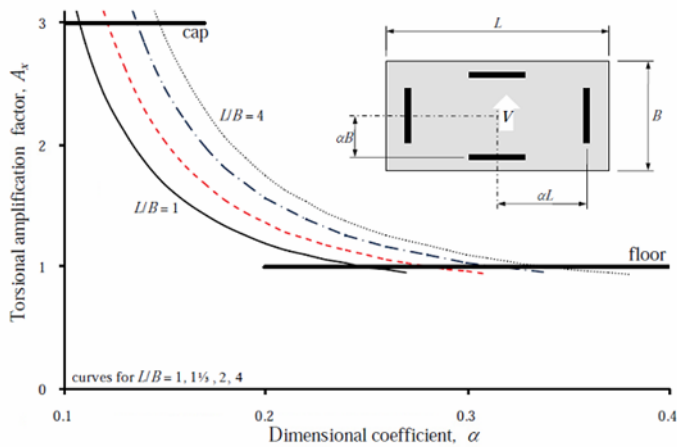 3
cap
L
L/B = 4
V
B
αB
Torsional amplification factor, Aₓ
2
L/B = 1
αL
floor
1
curves for L/B = 1, 1⅓, 2, 4
0
0.1
0.2
0.3
0.4
Dimensional coefficient, α